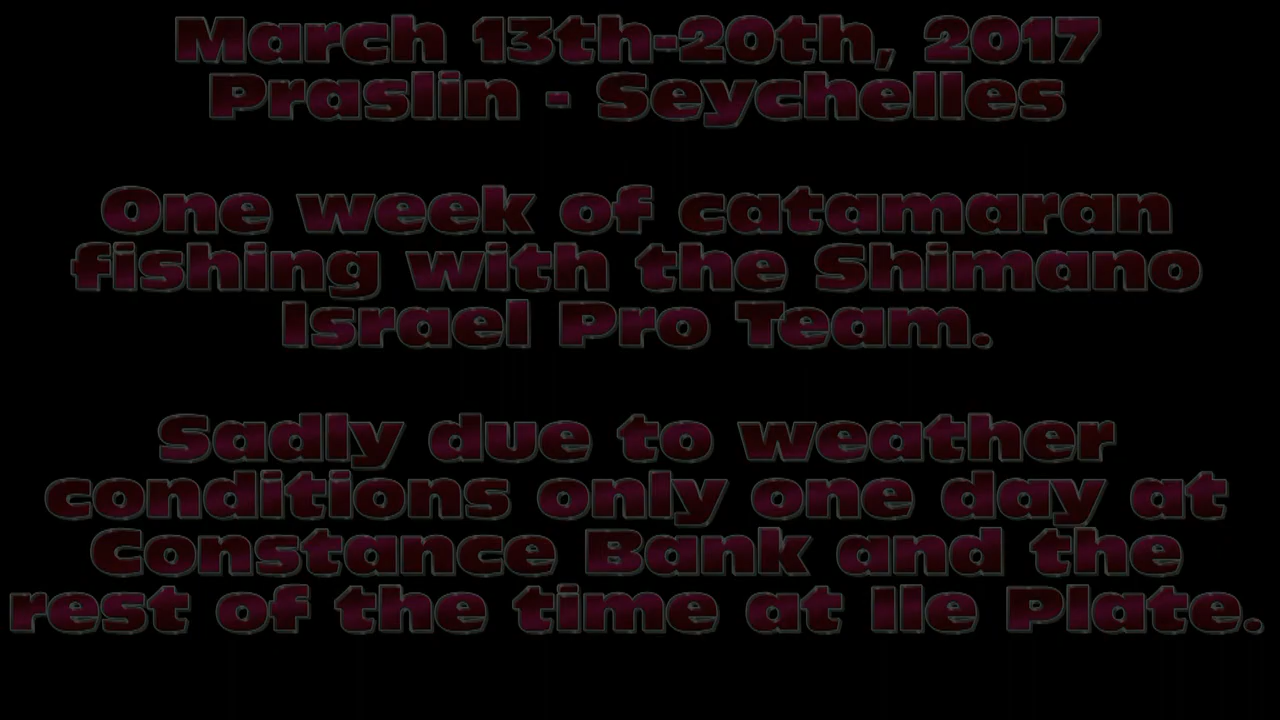 March 13th-20th, 2017
Praslin - Seychelles
One week of catamaran
fishing with the Shimano
Israel Pro Team.
Sadly due to weather
conditions only one day at
Constance Bank and the
rest of the time at Ile Plate.